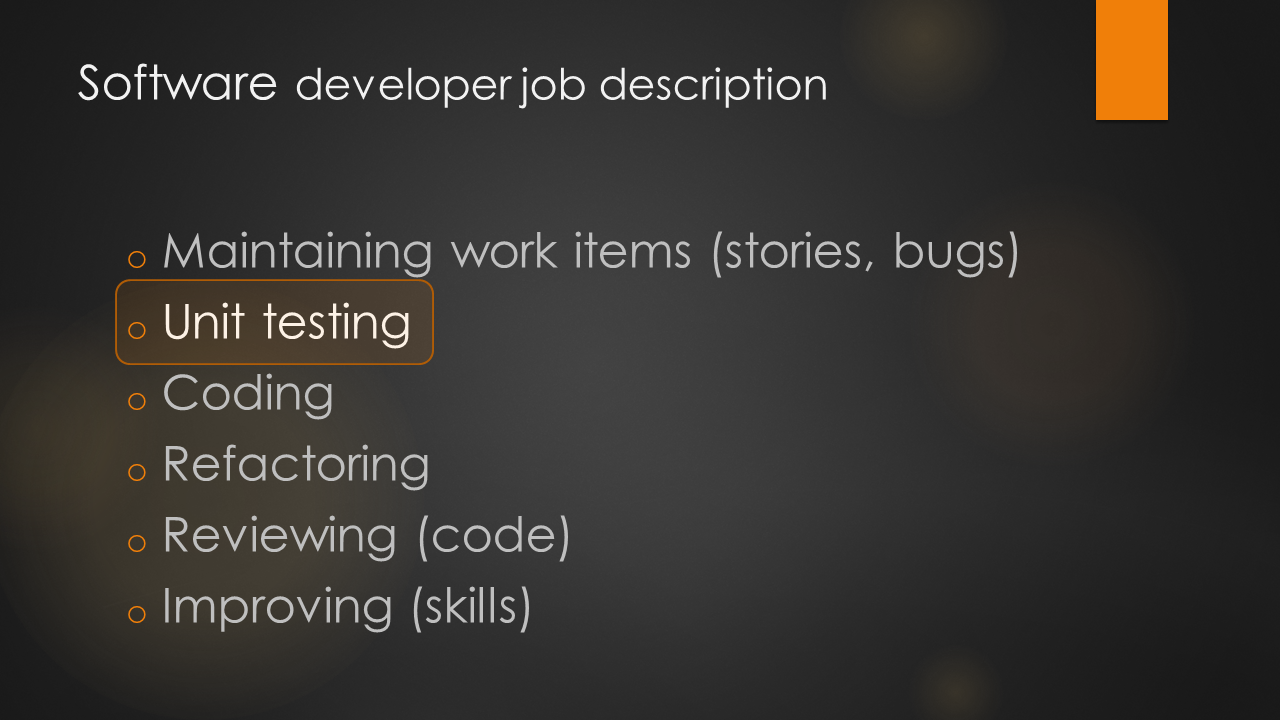 Software developer job description
Maintaining work items (stories, bugs)
Unit testing
Coding
Refactoring
Reviewing (code)
Improving (skills)